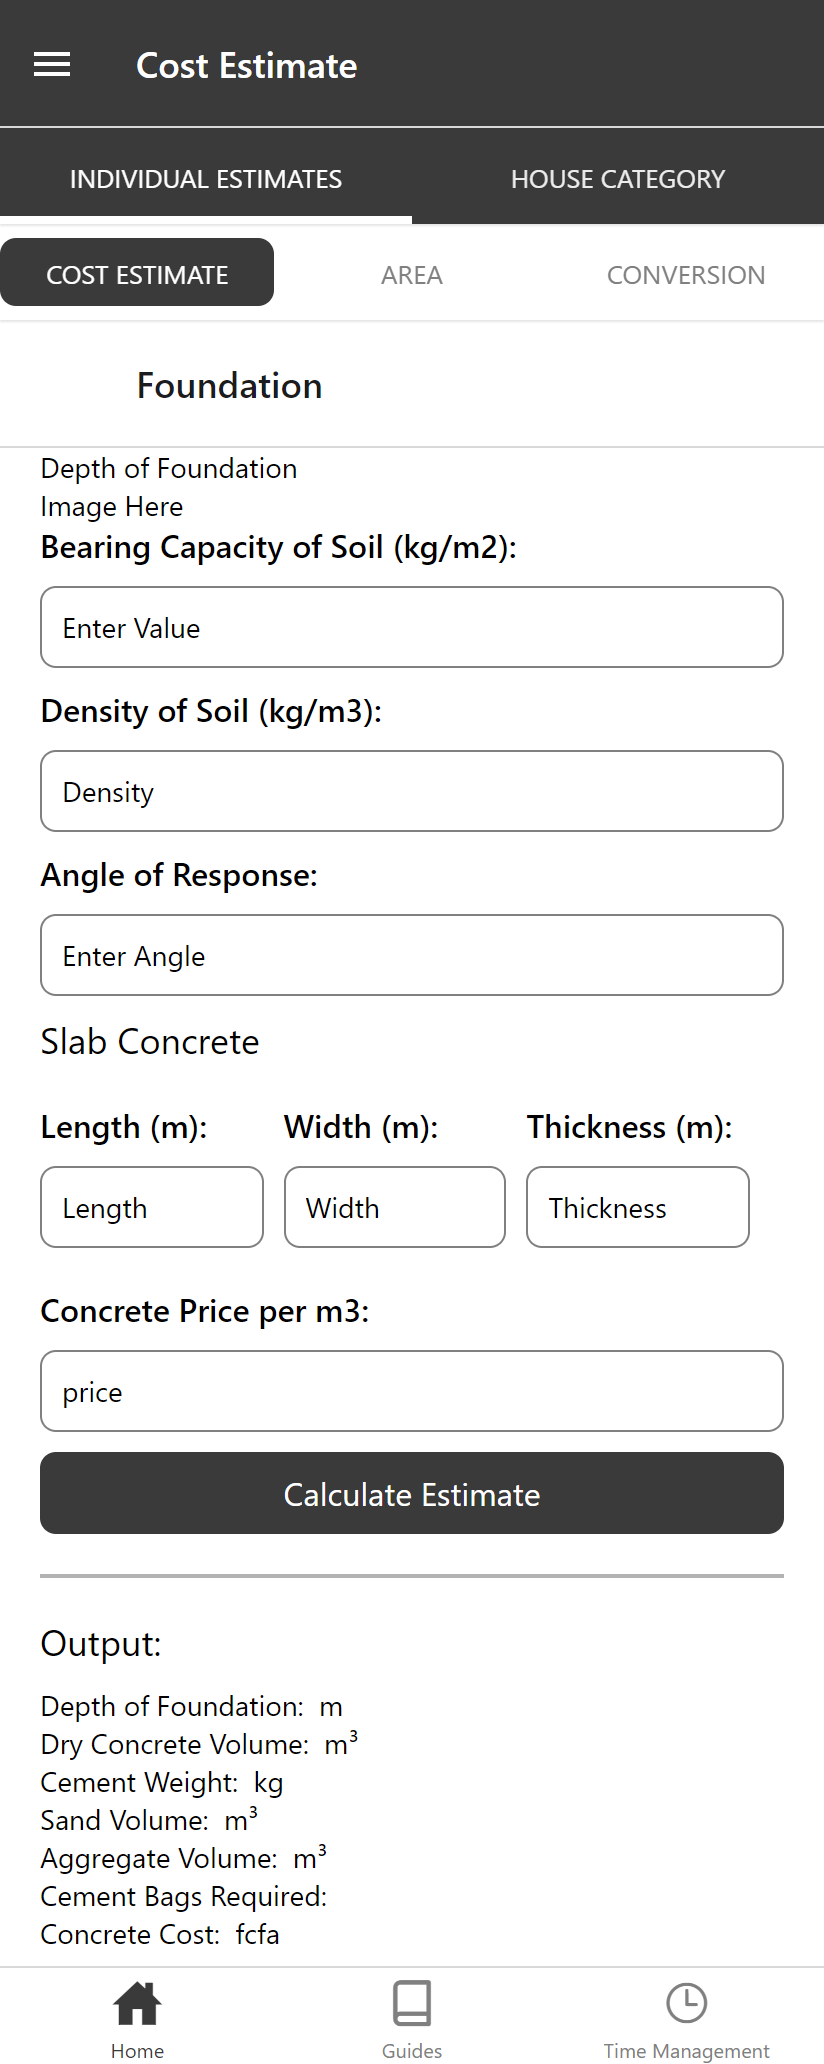 Cost Estimate
INDIVIDUAL ESTIMATES HOUSE CATEGORY
COST ESTIMATE AREA CONVERSION
Foundation
Depth of Foundation
Image Here
Bearing Capacity of Soil (kg/m2):
Enter Value
Density of Soil (kg/m3):
Density
Angle of Response:
Enter Angle
Slab Concrete
Length (m): Width (m): Thickness (m):
Length Width Thickness
Concrete Price per m3:
price
Calculate Estimate
Output:
Depth of Foundation: m
Dry Concrete Volume: m³
Cement Weight: kg
Sand Volume: m³
Aggregate Volume: m³
Cement Bags Required:
Concrete Cost: fcfa
Home Guides Time Management